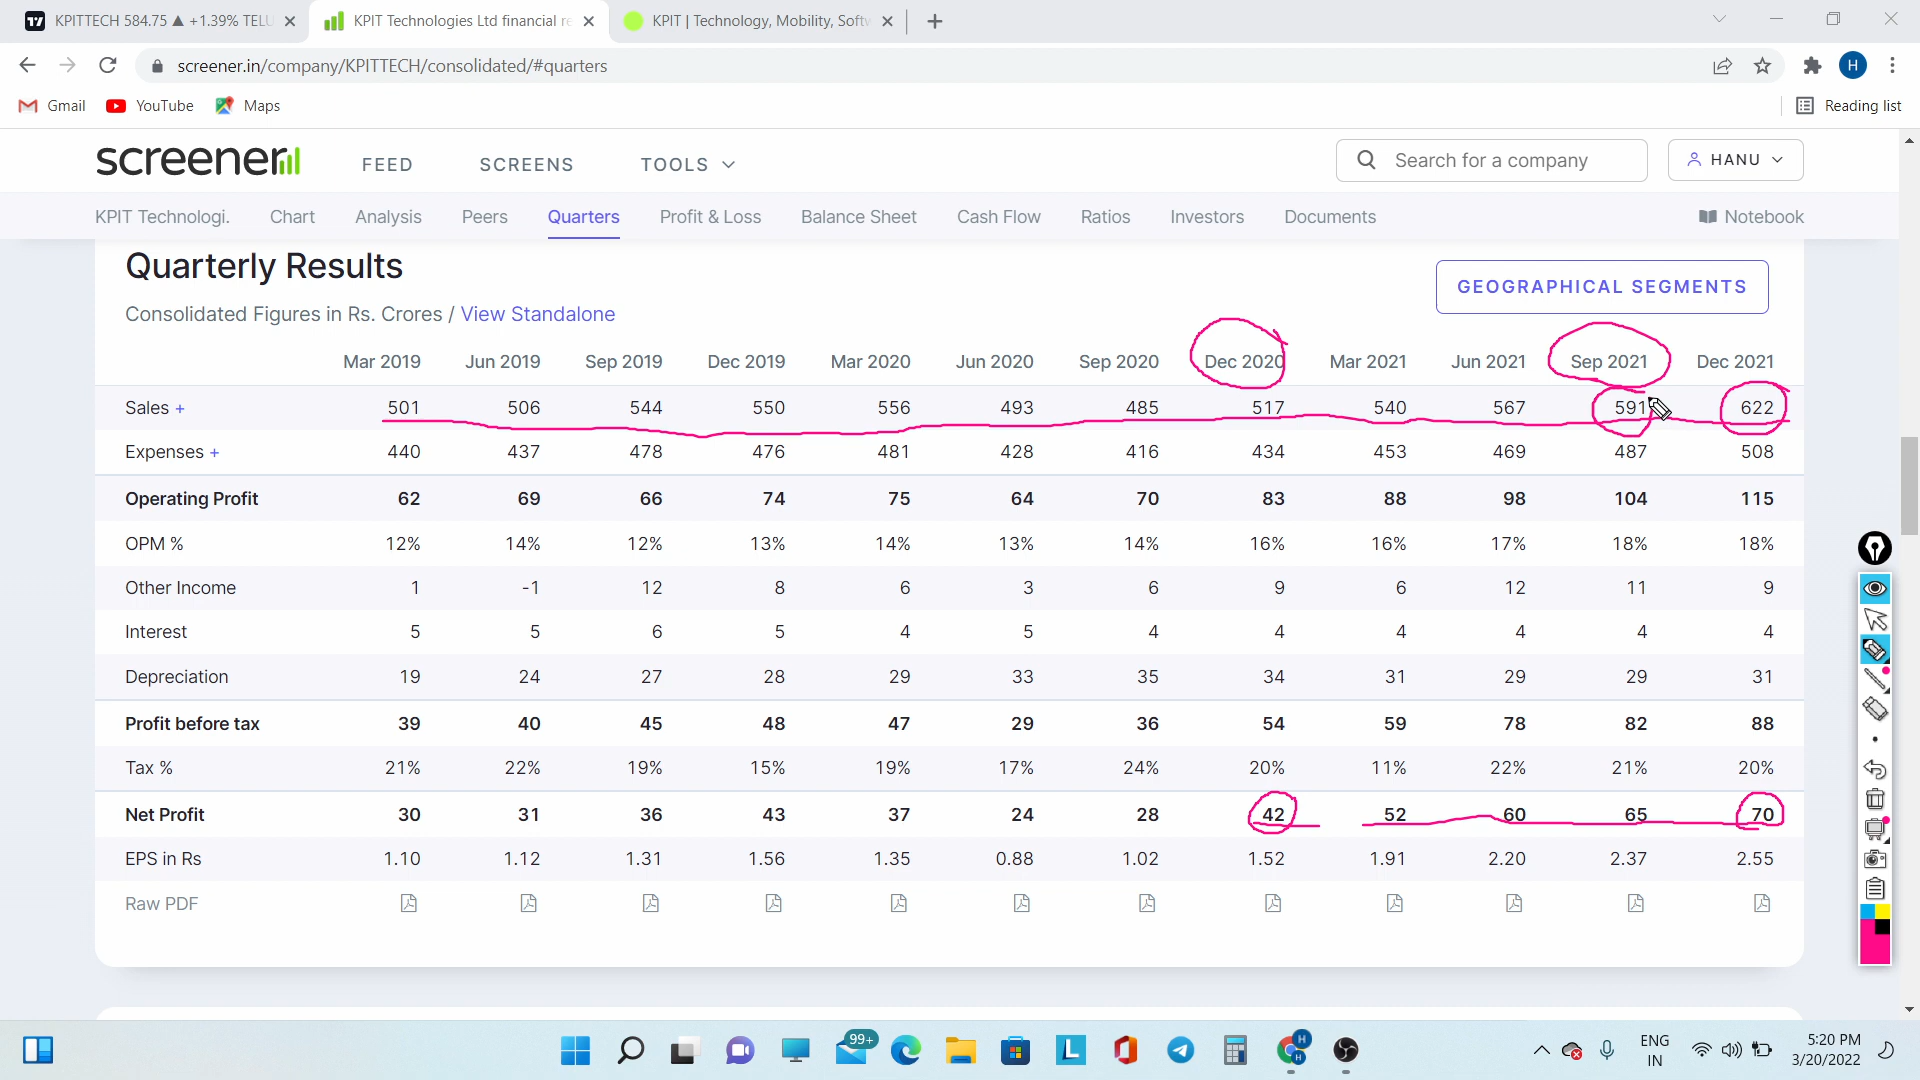 KPITTECH 584.75 ▲ +1.39% TELU
KPIT Technologies Ltd financial re
KPIT | Technology, Mobility, Softw
screener.in/company/KPITTECH/consolidated/#quarters
H
Gmail YouTube Maps
Reading list
screener FEED SCREENS TOOLS
Search for a company
HANU
KPIT Technologi. Chart Analysis Peers Quarters Profit & Loss Balance Sheet Cash Flow Ratios Investors Documents Notebook
Quarterly Results
GEOGRAPHICAL SEGMENTS
Consolidated Figures in Rs. Crores / View Standalone
Mar 2019 Jun 2019 Sep 2019 Dec 2019 Mar 2020 Jun 2020 Sep 2020 Dec 2020 Mar 2021 Jun 2021 Sep 2021 Dec 2021
Sales + 501 506 544 550 556 493 485 517 540 567 591 622
Expenses + 440 437 478 476 481 428 416 434 453 469 487 508
Operating Profit 62 69 66 74 75 64 70 83 88 98 104 115
OPM % 12% 14% 12% 13% 14% 13% 14% 16% 16% 17% 18% 18%
Other Income 1 -1 12 8 6 3 6 9 6 12 11 9
Interest 5 5 6 5 4 5 4 4 4 4 4 4
Depreciation 19 24 27 28 29 33 35 34 31 29 29 31
Profit before tax 39 40 45 48 47 29 36 54 59 78 82 88
Tax % 21% 22% 19% 15% 19% 17% 24% 20% 11% 22% 21% 20%
Net Profit 30 31 36 43 37 24 28 42 52 60 65 70
EPS in Rs 1.10 1.12 1.31 1.56 1.35 0.88 1.02 1.52 1.91 2.20 2.37 2.55
Raw PDF
99+
L
H
H
ENG
IN
5:20 PM
3/20/2022